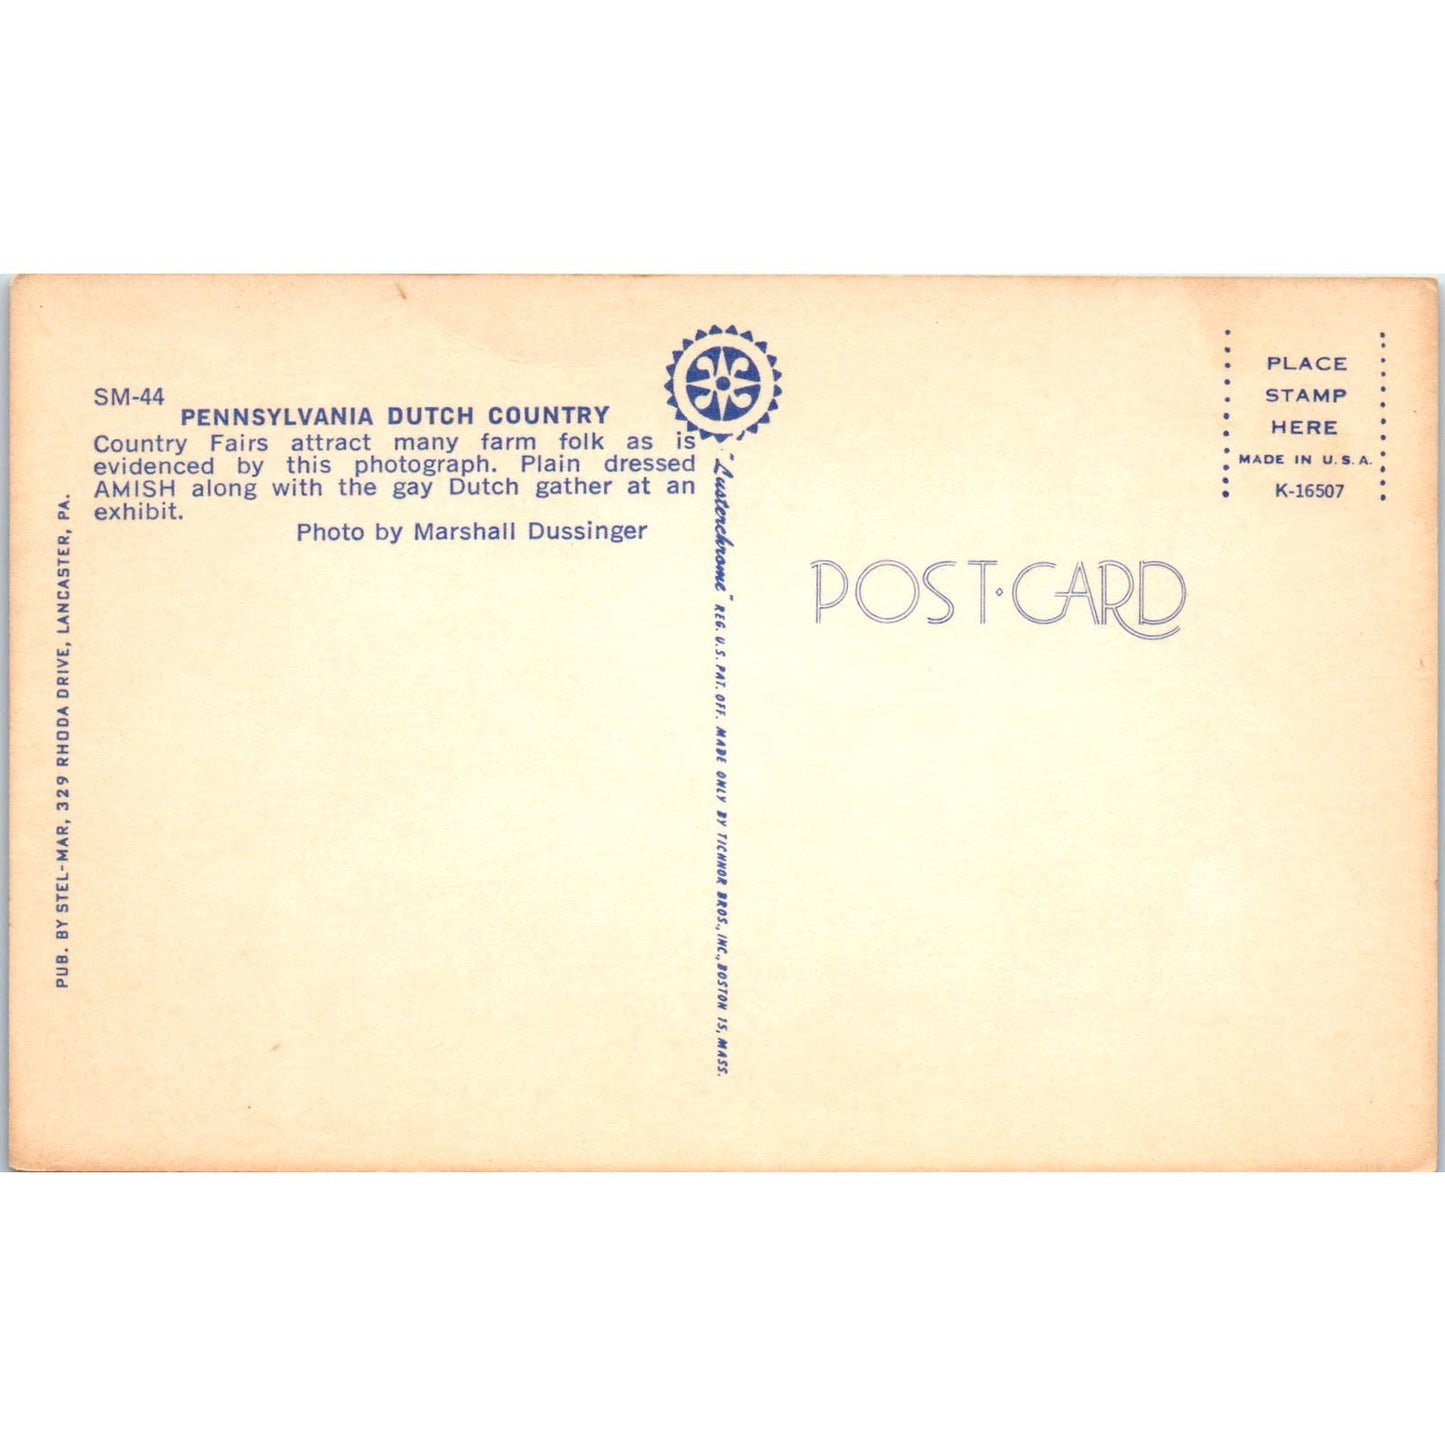 SM-44
PENNSYLVANIA DUTCH COUNTRY
Country Fairs attract many farm folk as is
evidenced by this photograph. Plain dressed
AMISH along with the gay Dutch gather at an
exhibit.
Photo by Marshall Dussinger
PUB. BY STEL-MAR, 329 RHODA DRIVE, LANCASTER, PA.
"Lusterchrome" REG. U.S. PAT. OFF. MADE ONLY BY TICHNOR BROS., INC., BOSTON 15, MASS.
POST·CARD
PLACE
STAMP
HERE
MADE IN U.S.A.
K-16507